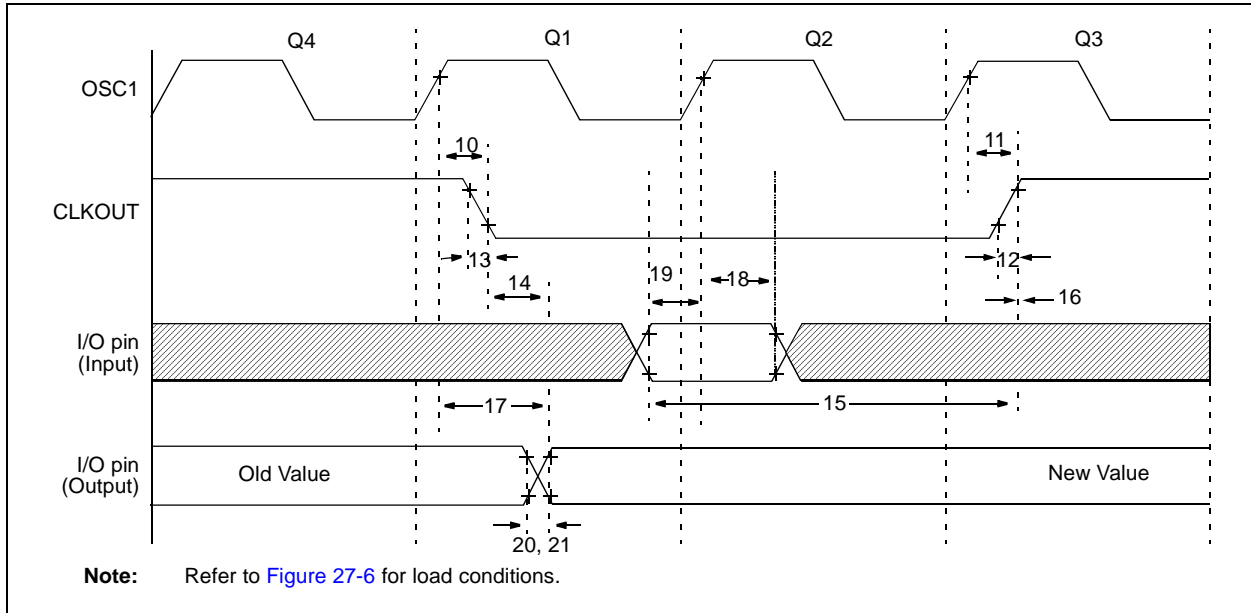 Q4 Q1 Q2 Q3
OSC1
10 11
CLKOUT
13 12
14 19 18 16
I/O pin
(Input)
17 15
I/O pin
(Output)
Old Value New Value
20, 21
Note: Refer to Figure 27-6 for load conditions.